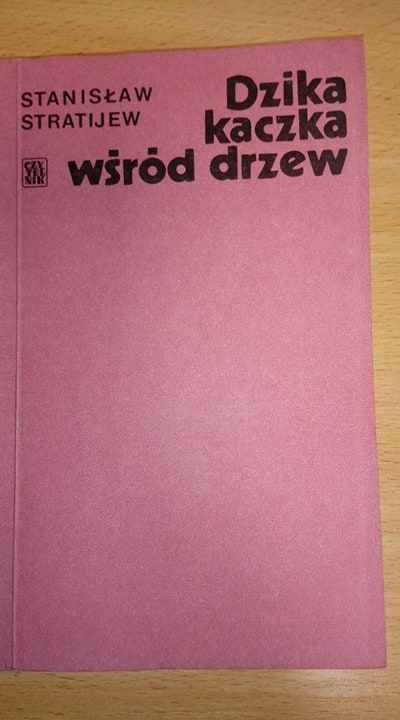 STANISŁAW
STRATIJEW
Dzika
kaczka
wśród drzew
CZY
TEL
NIK